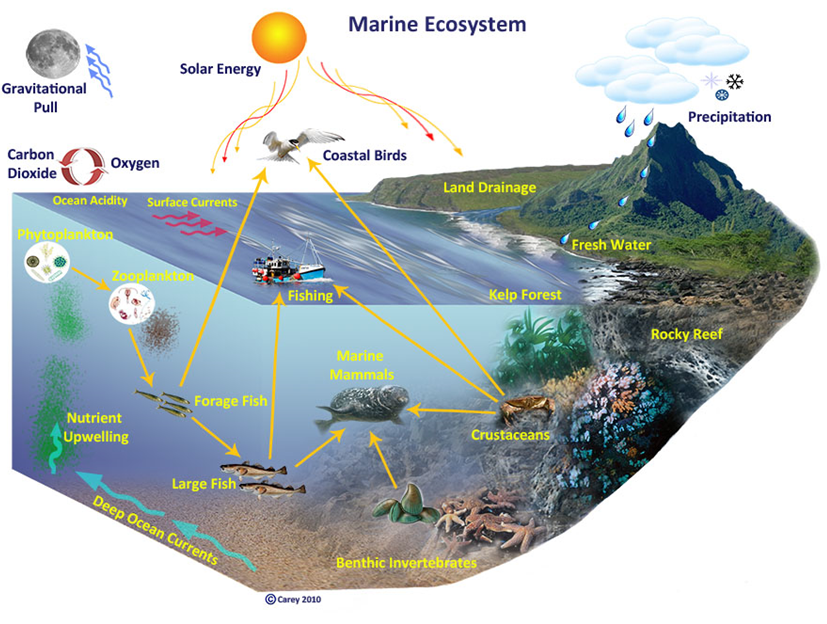 Marine Ecosystem
Solar Energy
Gravitational
Pull
Precipitation
Carbon
Dioxide
Oxygen
Coastal Birds
Land Drainage
Ocean Acidity
Surface Currents
Phytoplankton
Fresh Water
Zooplankton
Fishing
Kelp Forest
Rocky Reef
Marine
Mammals
Forage Fish
Nutrient
Upwelling
Crustaceans
Large Fish
Deep Ocean Currents
Benthic Invertebrates
© Carey 2010